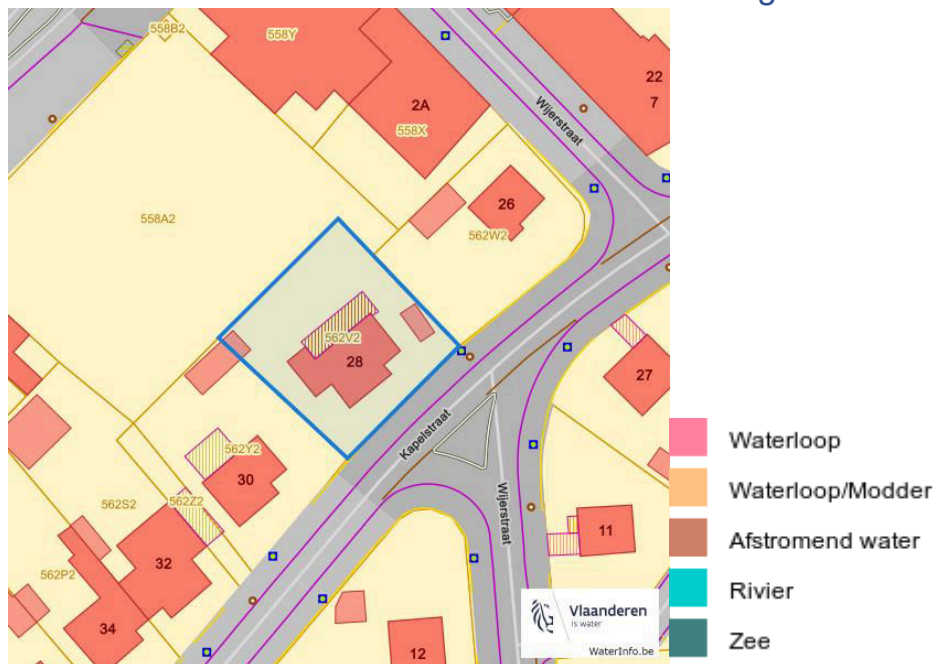 g
558B2
558Y
22
7
2A
558X
Wijerstraat
558A2
26
562W2
562V2
28
27
Kapelstraat
562Y2
30
Wijerstraat
562S2
562Z2
11
32
562P2
34
12
Vlaanderen
is water
WaterInfo.be
Waterloop
Waterloop/Modder
Afstromend water
Rivier
Zee